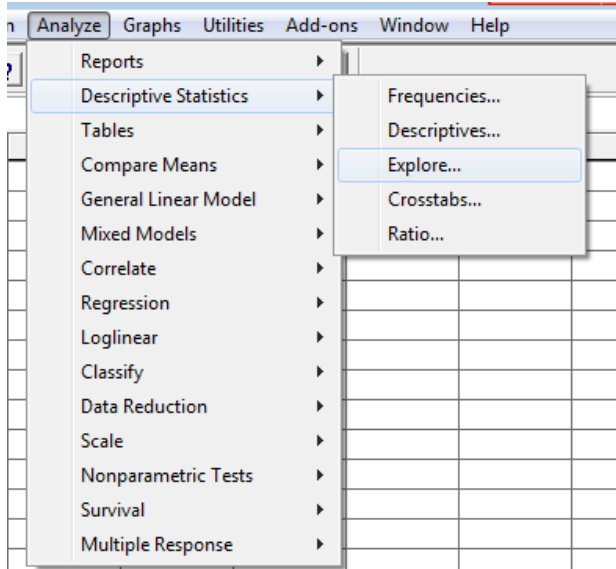 Analyze Graphs Utilities Add-ons Window Help
Reports
Descriptive Statistics
Tables
Compare Means
General Linear Model
Mixed Models
Correlate
Regression
Loglinear
Classify
Data Reduction
Scale
Nonparametric Tests
Survival
Multiple Response
Frequencies...
Descriptives...
Explore...
Crosstabs...
Ratio...